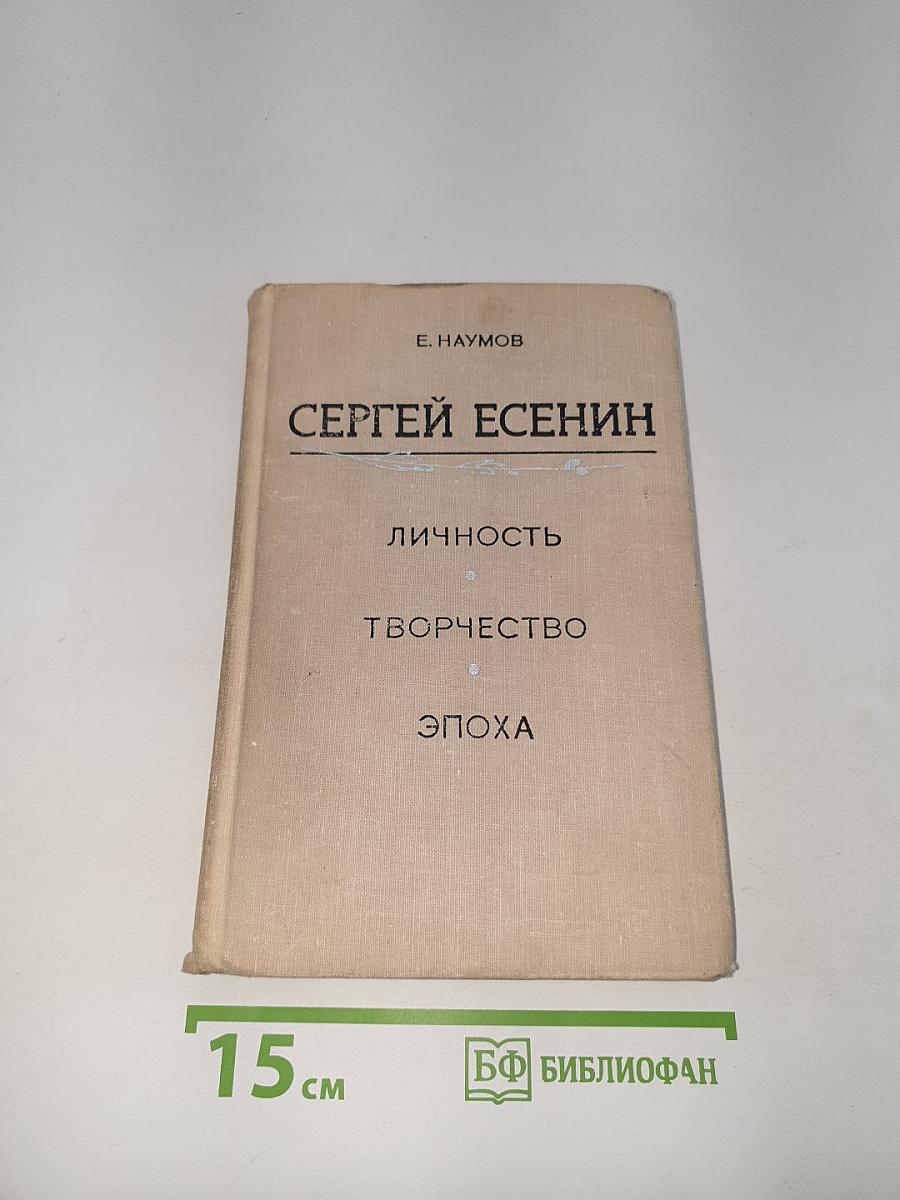 Е. НАУМОВ
СЕРГЕЙ ЕСЕНИН
ЛИЧНОСТЬ
ТВОРЧЕСТВО
ЭПОХА
15 см
БФ БИБЛИОФАН